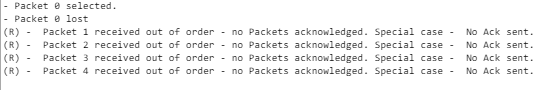 - Packet 0 selected.
- Packet 0 lost
(R) -  Packet 1 received out of order - no Packets acknowledged. Special case -  No Ack sent.
(R) -  Packet 2 received out of order - no Packets acknowledged. Special case -  No Ack sent.
(R) -  Packet 3 received out of order - no Packets acknowledged. Special case -  No Ack sent.
(R) -  Packet 4 received out of order - no Packets acknowledged. Special case -  No Ack sent.